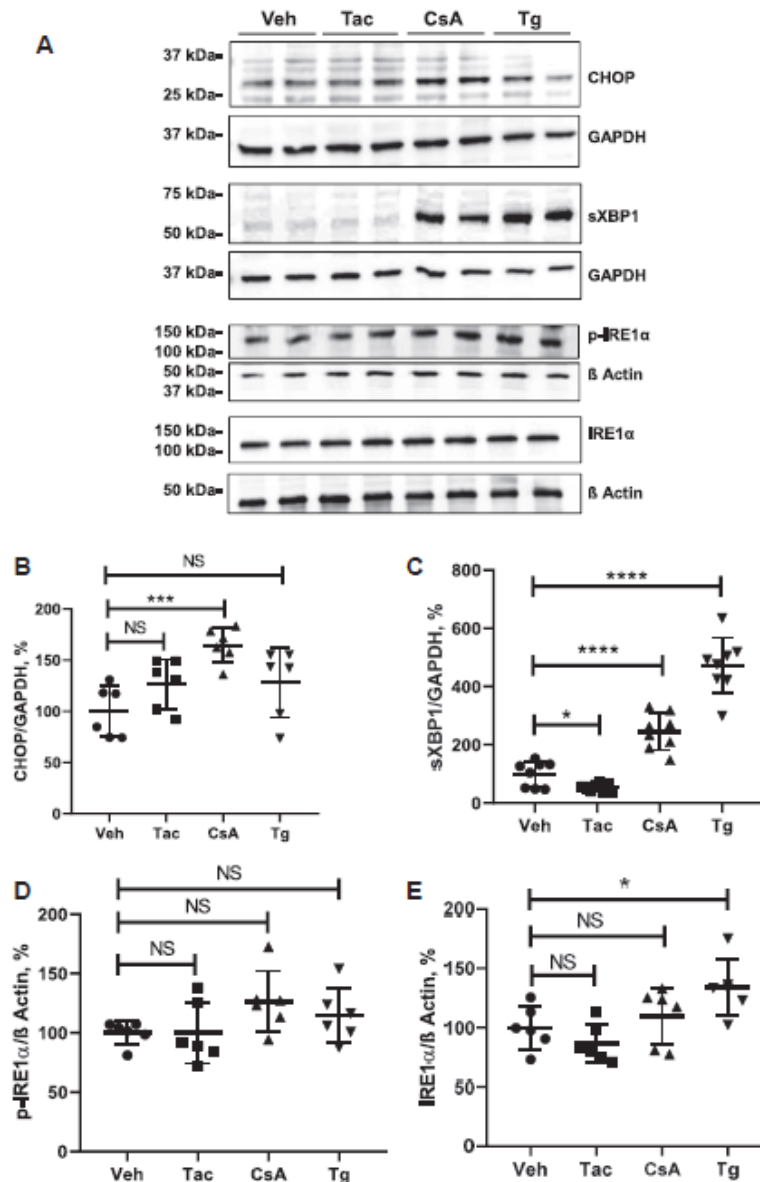 Veh Tac CsA Tg
A
37 kDa
25 kDa
CHOP
37 kDa
GAPDH
75 kDa
50 kDa
sXBP1
37 kDa
GAPDH
150 kDa
100 kDa
p-IRE1α
50 kDa
37 kDa
ß Actin
150 kDa
100 kDa
IRE1α
50 kDa
ß Actin
B
NS
***
NS
CHOP/GAPDH, %
200
150
100
50
0
Veh Tac CsA Tg
C
****
****
*
sXBP1/GAPDH, %
800
600
400
200
0
Veh Tac CsA Tg
D
NS
NS
NS
p-IRE1α/ß Actin, %
200
150
100
50
0
Veh Tac CsA Tg
E
*
NS
NS
IRE1α/ß Actin, %
200
150
100
50
0
Veh Tac CsA Tg